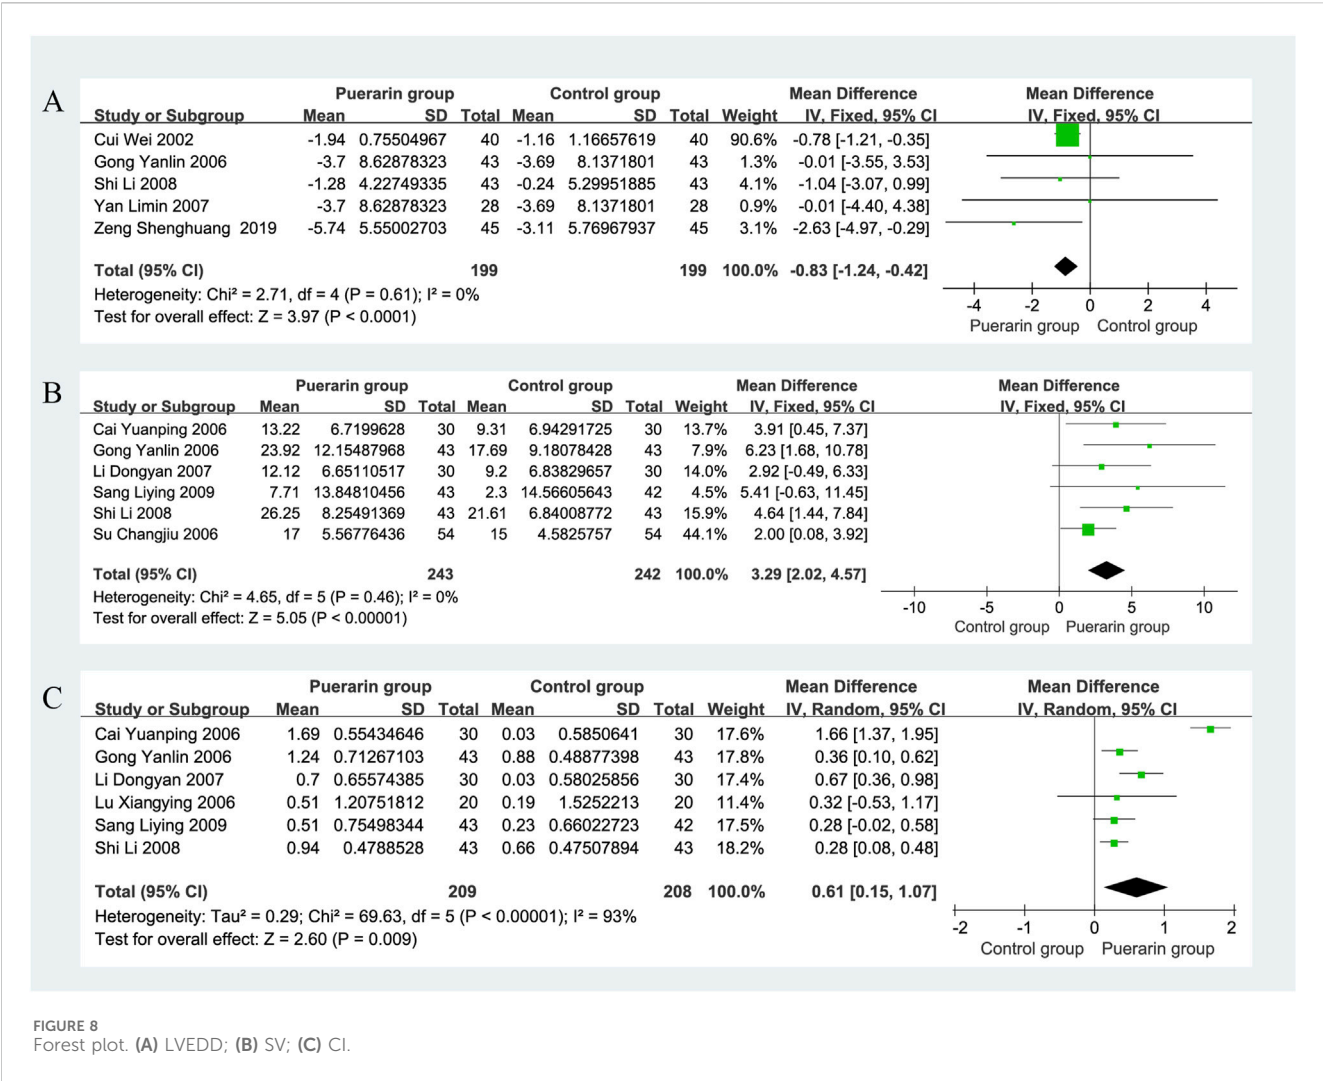 A
Puerarin group Control group Mean Difference Mean Difference
Study or Subgroup Mean SD Total Mean SD Total Weight IV, Fixed, 95% CI IV, Fixed, 95% CI
Cui Wei 2002 -1.94 0.75504967 40 -1.16 1.16657619 40 90.6% -0.78 [-1.21, -0.35]
Gong Yanlin 2006 -3.7 8.62878323 43 -3.69 8.1371801 43 1.3% -0.01 [-3.55, 3.53]
Shi Li 2008 -1.28 4.22749335 43 -0.24 5.29951885 43 4.1% -1.04 [-3.07, 0.99]
Yan Limin 2007 -3.7 8.62878323 28 -3.69 8.1371801 28 0.9% -0.01 [-4.40, 4.38]
Zeng Shenghuang 2019 -5.74 5.55002703 45 -3.11 5.76967937 45 3.1% -2.63 [-4.97, -0.29]
Total (95% CI) 199 199 100.0% -0.83 [-1.24, -0.42]
Heterogeneity: Chi² = 2.71, df = 4 (P = 0.61); I² = 0%
Test for overall effect: Z = 3.97 (P < 0.0001)
-4 -2 0 2 4
Puerarin group Control group
B
Puerarin group Control group Mean Difference Mean Difference
Study or Subgroup Mean SD Total Mean SD Total Weight IV, Fixed, 95% CI IV, Fixed, 95% CI
Cai Yuanping 2006 13.22 6.7199628 30 9.31 6.94291725 30 13.7% 3.91 [0.45, 7.37]
Gong Yanlin 2006 23.92 12.15487968 43 17.69 9.18078428 43 7.9% 6.23 [1.68, 10.78]
Li Dongyan 2007 12.12 6.65110517 30 9.2 6.83829657 30 14.0% 2.92 [-0.49, 6.33]
Sang Liying 2009 7.71 13.84810456 43 2.3 14.56605643 42 4.5% 5.41 [-0.63, 11.45]
Shi Li 2008 26.25 8.25491369 43 21.61 6.84008772 43 15.9% 4.64 [1.44, 7.84]
Su Changjiu 2006 17 5.56776436 54 15 4.5825757 54 44.1% 2.00 [0.08, 3.92]
Total (95% CI) 243 242 100.0% 3.29 [2.02, 4.57]
Heterogeneity: Chi² = 4.65, df = 5 (P = 0.46); I² = 0%
Test for overall effect: Z = 5.05 (P < 0.00001)
-10 -5 0 5 10
Control group Puerarin group
C
Puerarin group Control group Mean Difference Mean Difference
Study or Subgroup Mean SD Total Mean SD Total Weight IV, Random, 95% CI IV, Random, 95% CI
Cai Yuanping 2006 1.69 0.55434646 30 0.03 0.5850641 30 17.6% 1.66 [1.37, 1.95]
Gong Yanlin 2006 1.24 0.71267103 43 0.88 0.48877338 43 17.8% 0.36 [0.10, 0.62]
Li Dongyan 2007 0.7 0.65574385 30 0.03 0.58025856 30 17.4% 0.67 [0.36, 0.98]
Lu Xiangying 2006 0.51 1.20751812 20 0.19 1.5252213 20 11.4% 0.32 [-0.53, 1.17]
Sang Liying 2009 0.51 0.75498344 43 0.23 0.66022723 42 17.5% 0.28 [-0.02, 0.58]
Shi Li 2008 0.94 0.4788528 43 0.66 0.47507894 43 18.2% 0.28 [0.08, 0.48]
Total (95% CI) 209 208 100.0% 0.61 [0.15, 1.07]
Heterogeneity: Tau² = 0.29; Chi² = 69.63, df = 5 (P < 0.00001); I² = 93%
Test for overall effect: Z = 2.60 (P = 0.009)
-2 -1 0 1 2
Control group Puerarin group
FIGURE 8
Forest plot. (A) LVEDD; (B) SV; (C) CI.